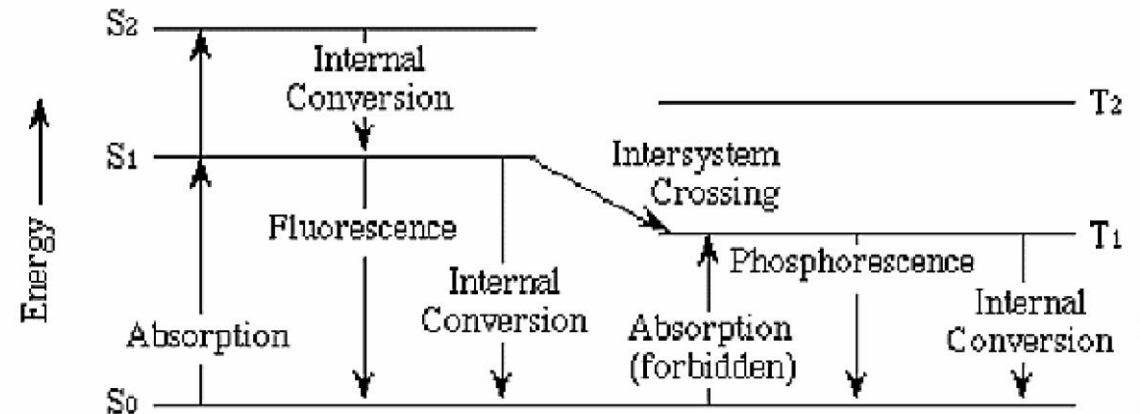 S2
Internal
Conversion
T2
S1
Intersystem
Crossing
Fluorescence
T1
Phosphorescence
Energy
Internal
Conversion
Internal
Conversion
Absorption
Absorption
(forbidden)
S0